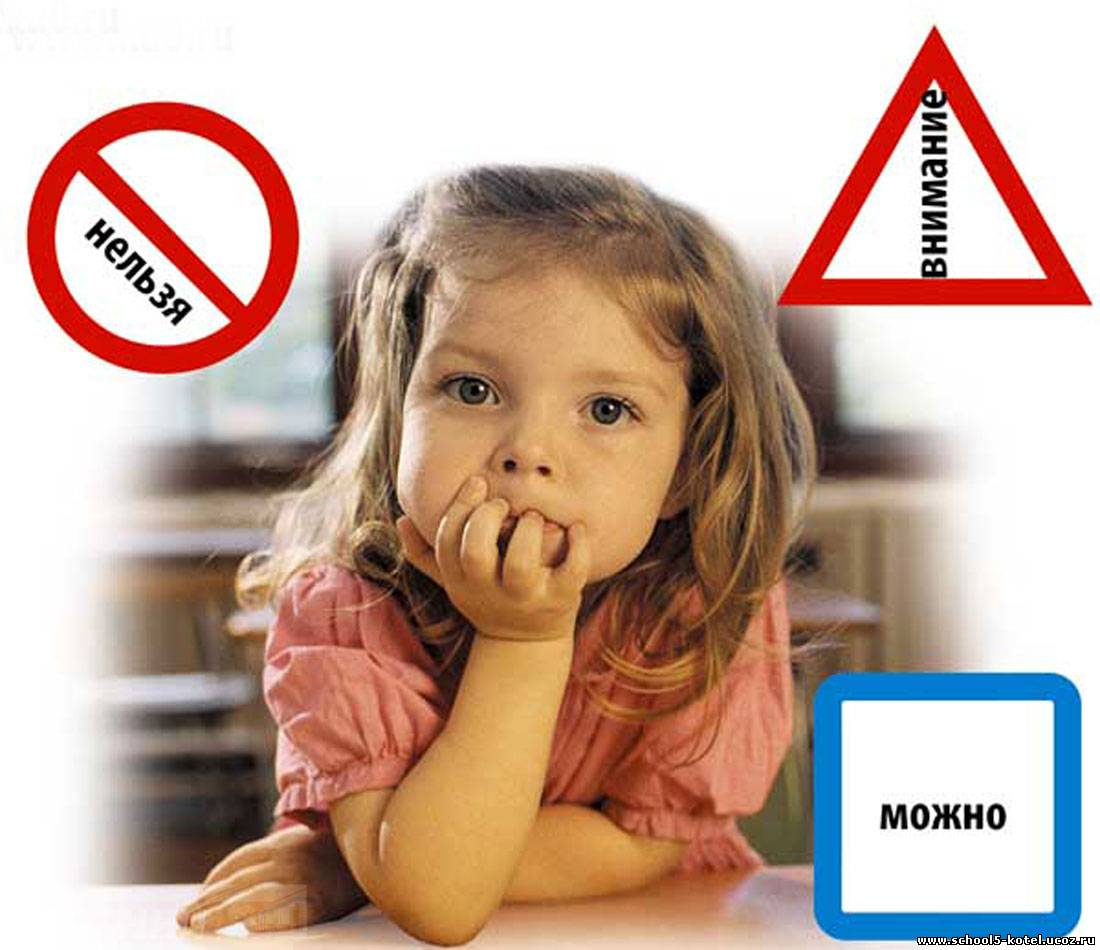 нельзя
внимание
можно
www.school5-kotel.ucoz.ru